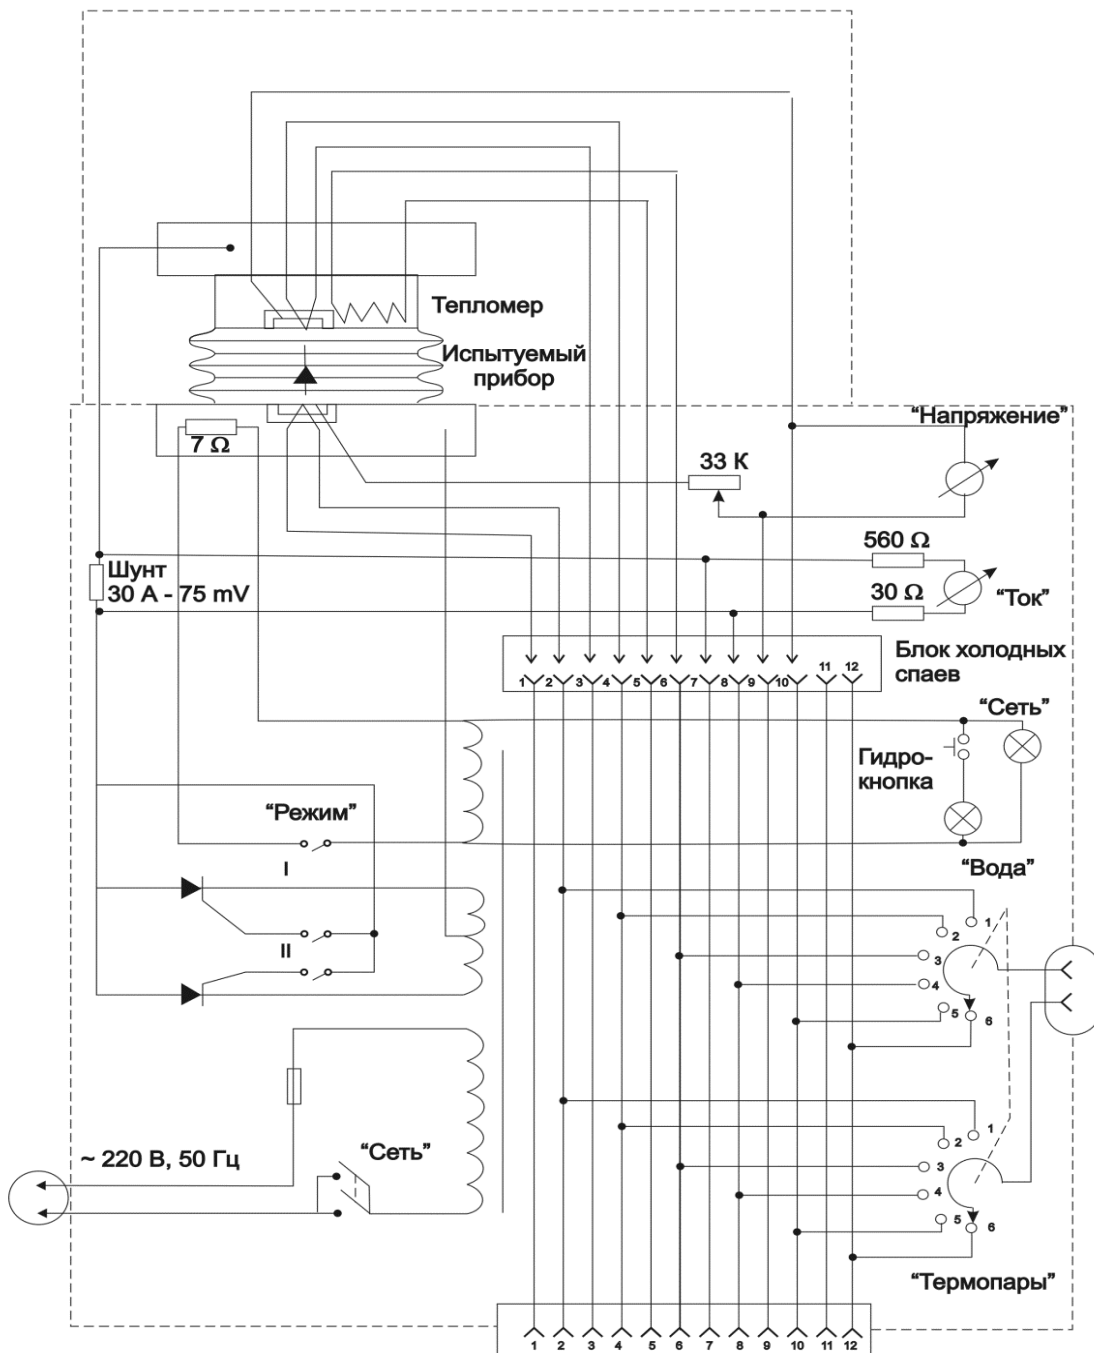 Тепломер
Испытуемый
прибор
7 Ω
"Напряжение"
33 К
Шунт
30 А - 75 mV
560 Ω
30 Ω
"Ток"
Блок холодных
спаев
1 2 3 4 5 6 7 8 9 10 11 12
"Сеть"
Гидро-
кнопка
"Режим"
I
"Вода"
II
1
2
3
4
5
6
~ 220 В, 50 Гц
"Сеть"
1
2
3
4
5
6
"Термопары"
1 2 3 4 5 6 7 8 9 10 11 12